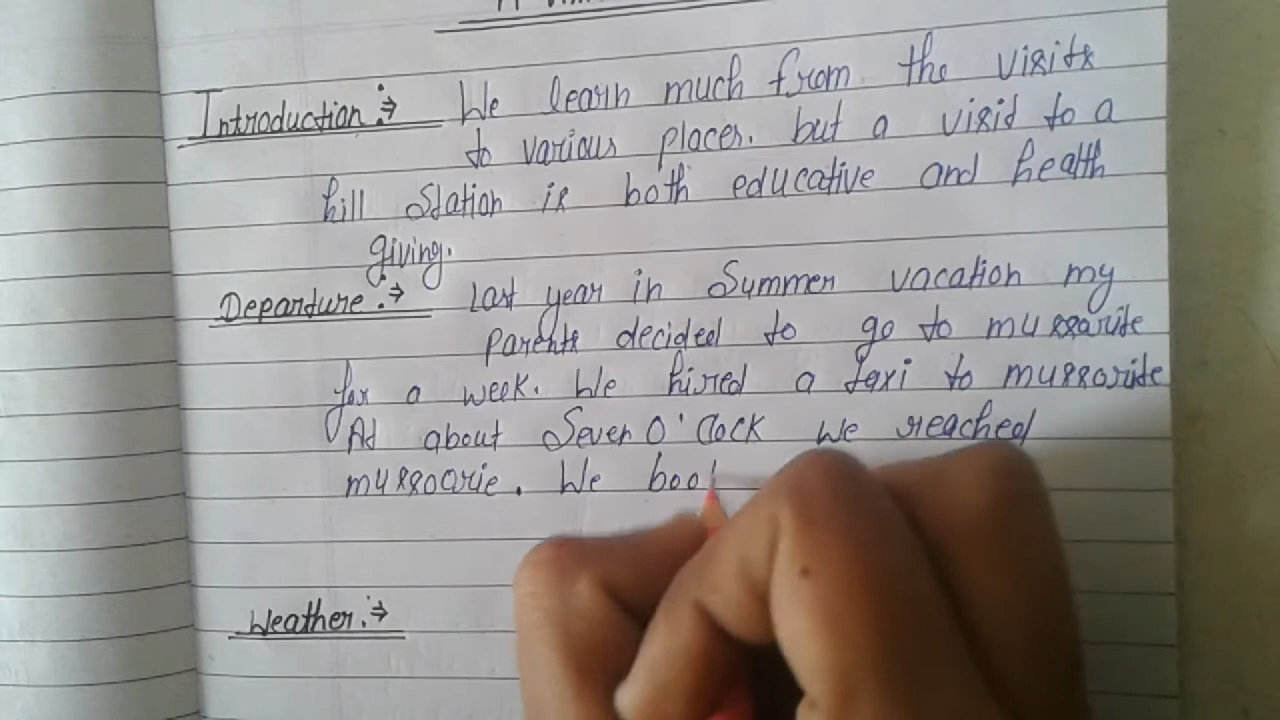 Introduction :→ We learn much from the visits
to various places. but a visit to a
hill station is both educative and health
giving.
Departure :→ Last year in Summer vacation my
parents decided to go to mussarite
for a week. We hired a taxi to mussorite
At about Seven O'Clock we reached
mussoorie. We boo
Weather :→